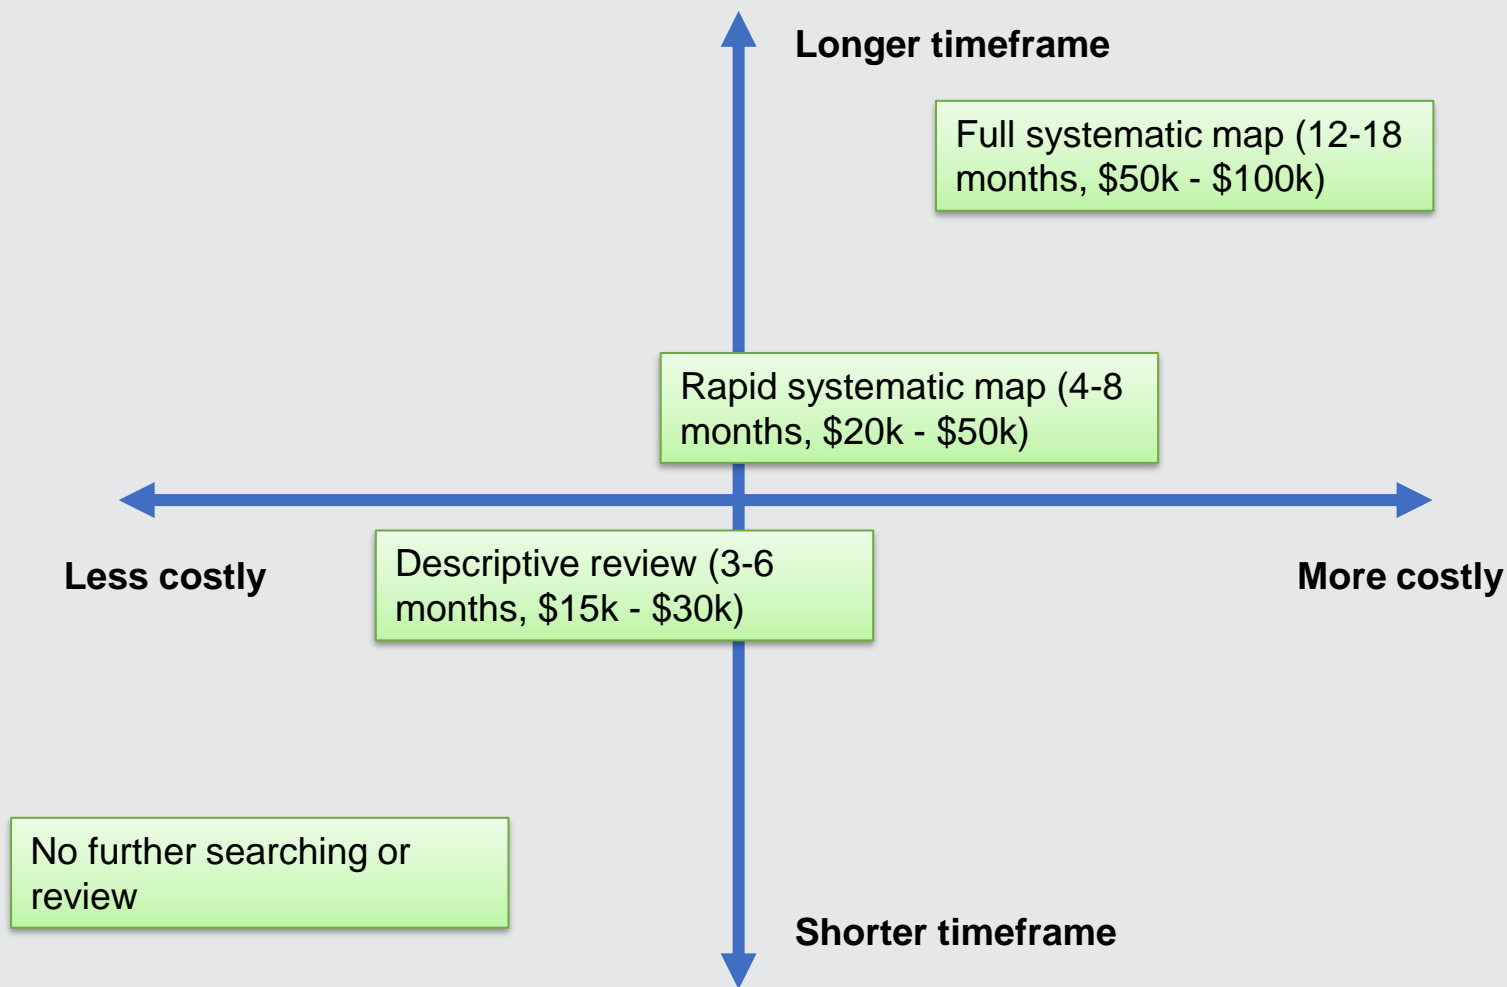 Longer timeframe
Full systematic map (12-18
months, $50k - $100k)
Rapid systematic map (4-8
months, $20k - $50k)
Less costly
Descriptive review (3-6
months, $15k - $30k)
More costly
No further searching or
review
Shorter timeframe